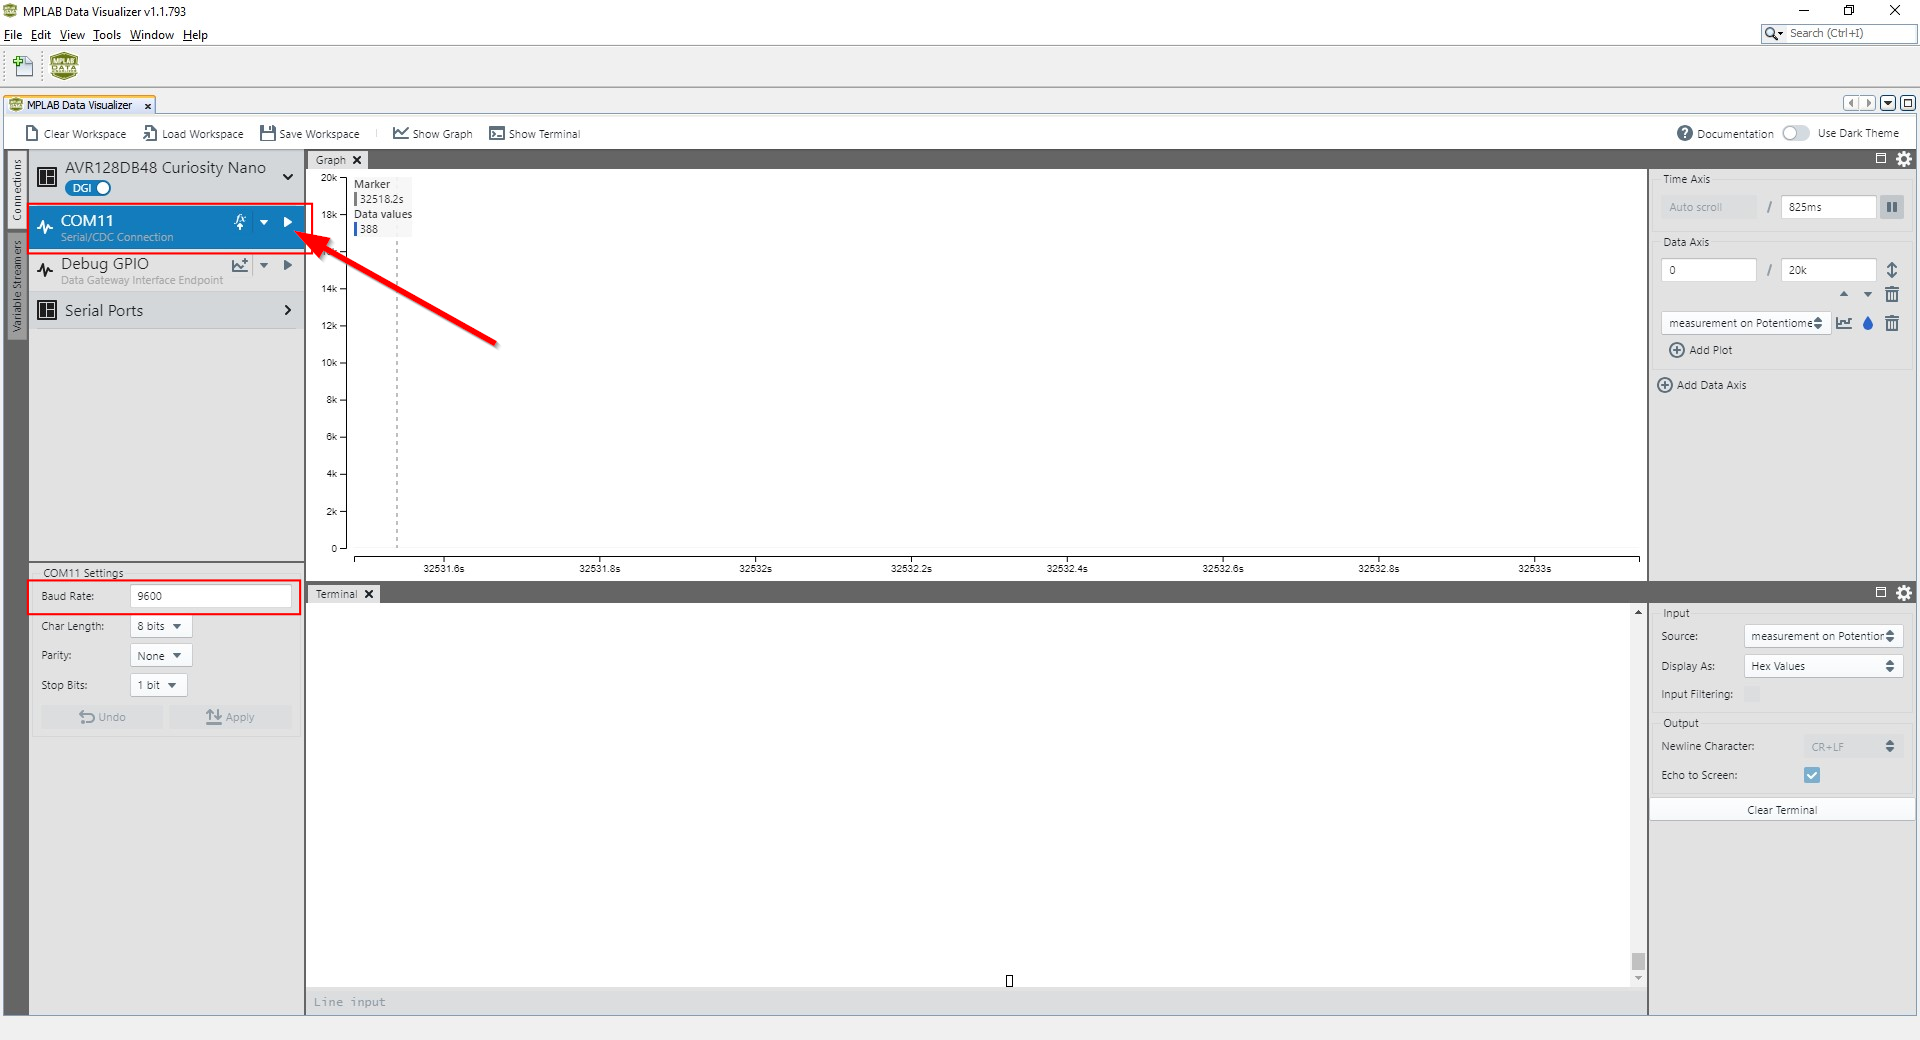 MPLAB Data Visualizer v1.1.793
File Edit View Tools Window Help
Search (Ctrl+I)
MPLAB DATA
MPLAB Data Visualizer
Clear Workspace Load Workspace Save Workspace Show Graph Show Terminal
Documentation Use Dark Theme
Connections
Variable Streamers
AVR128DB48 Curiosity Nano
DGI
COM11
Serial/CDC Connection
Debug GPIO
Data Gateway Interface Endpoint
Serial Ports
COM11 Settings
Baud Rate: 9600
Char Length: 8 bits
Parity: None
Stop Bits: 1 bit
Undo Apply
Graph
Marker
32518.2s
Data values
388
20k
18k
14k
12k
10k
8k
6k
4k
2k
0
32531.6s 32531.8s 32532s 32532.2s 32532.4s 32532.6s 32532.8s 32533s
Time Axis
Auto scroll / 825ms
Data Axis
0 / 20k
measurement on Potentiome
Add Plot
Add Data Axis
Terminal
Line input
Input
Source: measurement on Potentior
Display As: Hex Values
Input Filtering:
Output
Newline Character: CR+LF
Echo to Screen:
Clear Terminal